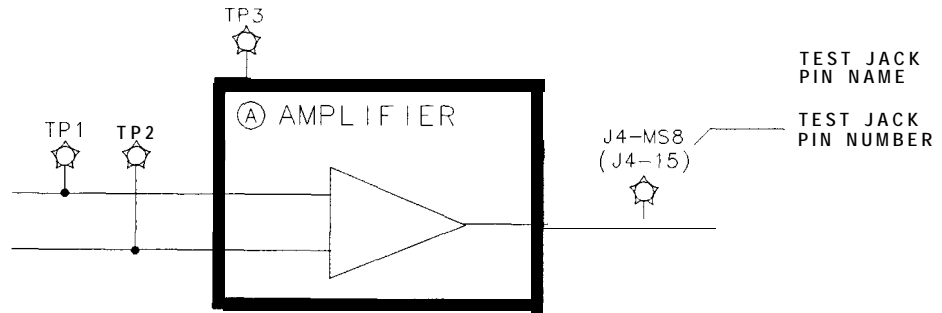 TP3
TEST JACK
PIN NAME
A AMPLIFIER
TP1
TP2
J4-MS8
(J4-15)
TEST JACK
PIN NUMBER